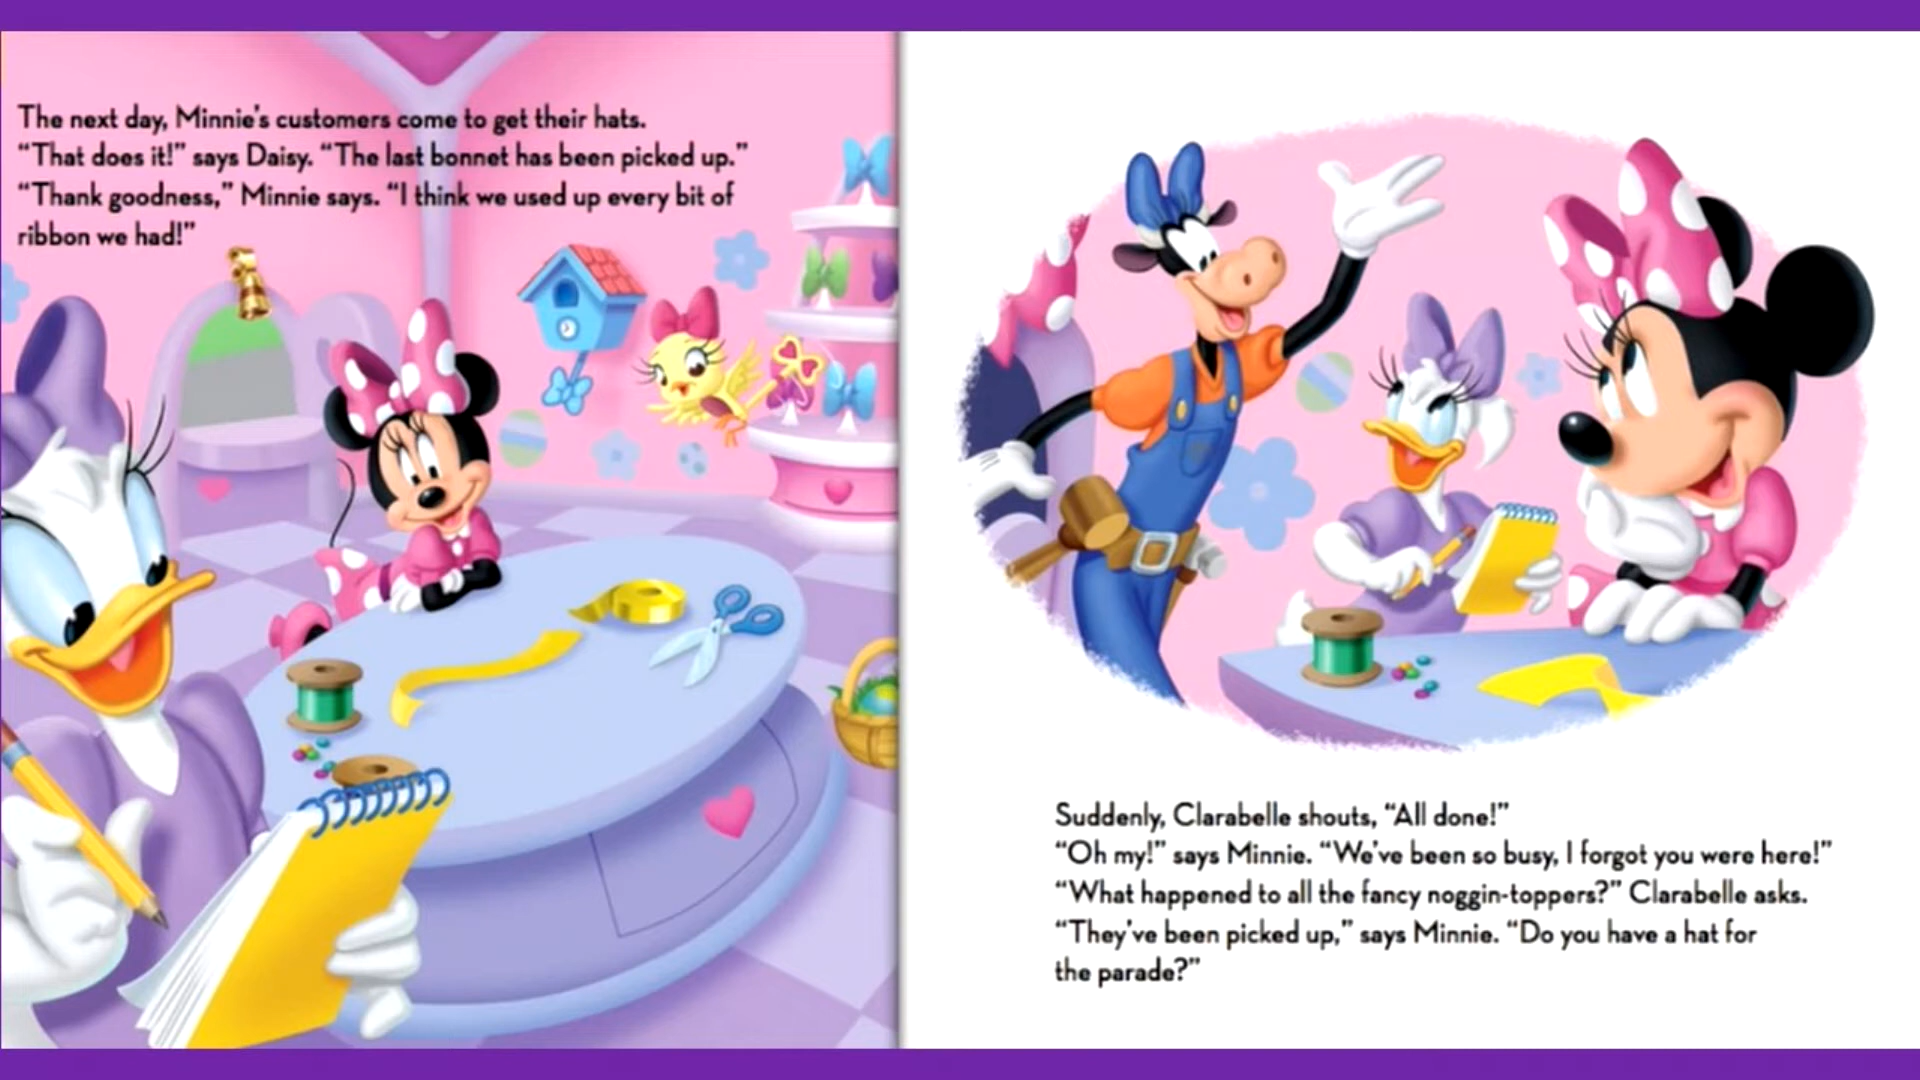 The next day, Minnie's customers come to get their hats.
“That does it!” says Daisy. “The last bonnet has been picked up.”
“Thank goodness,” Minnie says. “I think we used up every bit of
ribbon we had!”
Suddenly, Clarabelle shouts, “All done!”
“Oh my!” says Minnie. “We've been so busy, I forgot you were here!”
“What happened to all the fancy noggin-toppers?” Clarabelle asks.
“They've been picked up,” says Minnie. “Do you have a hat for
the parade?”